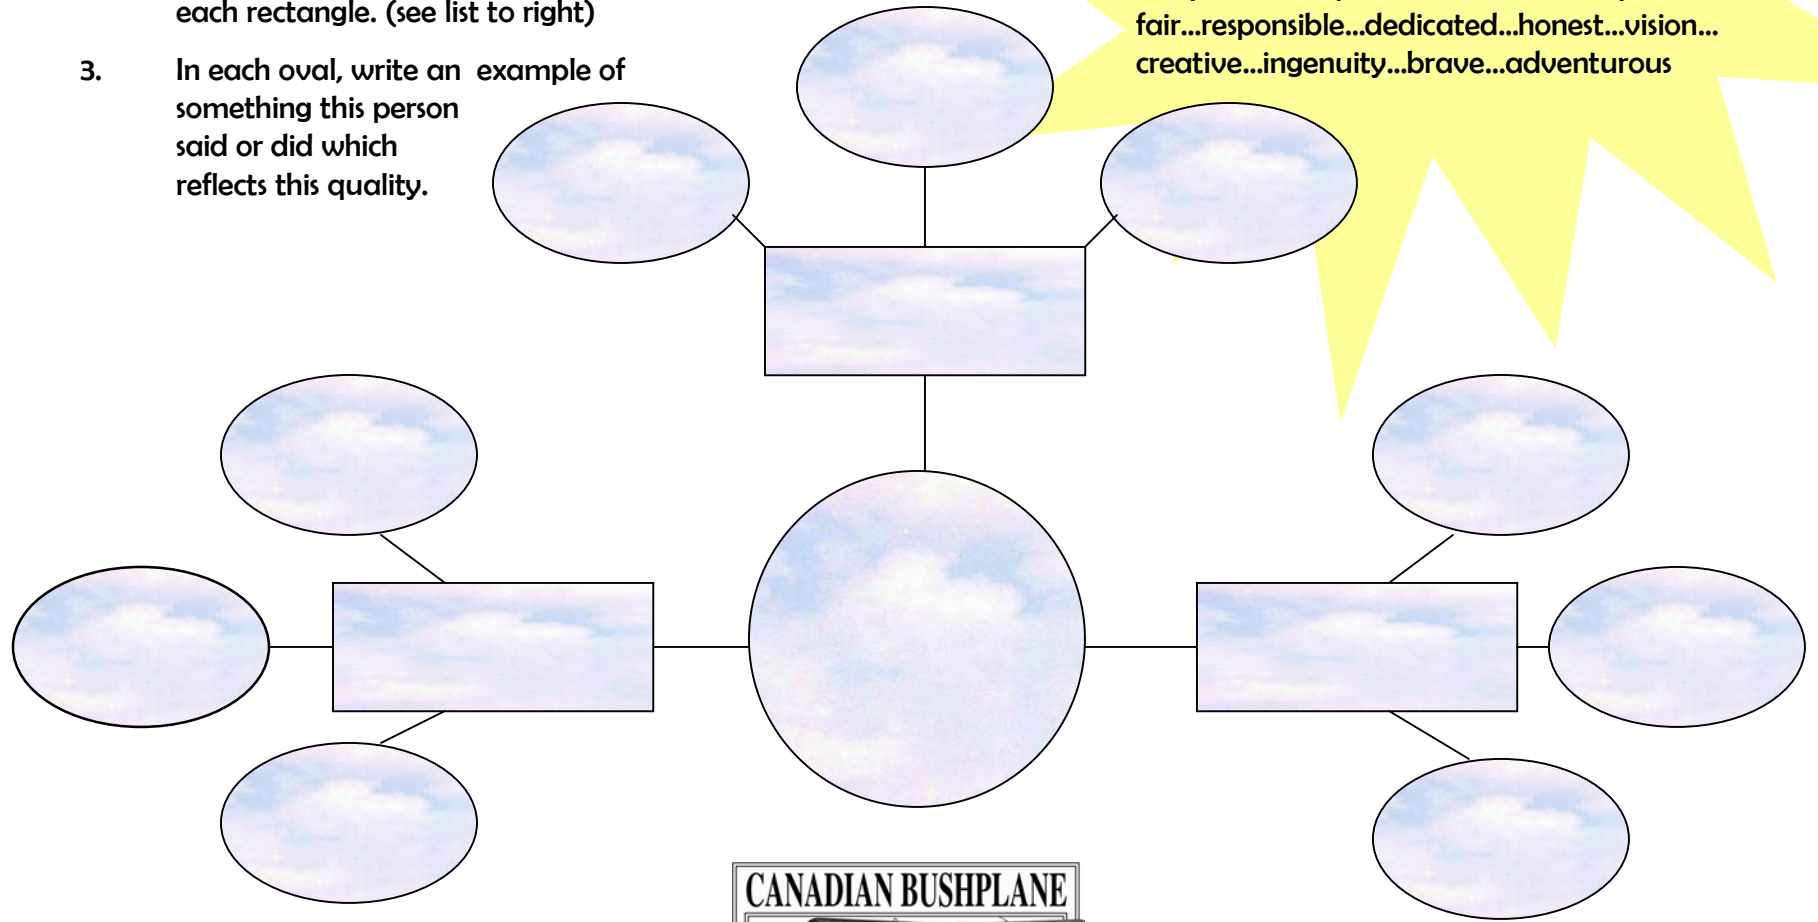 each rectangle. (see list to right)
3. In each oval, write an example of
something this person
said or did which
reflects this quality.
fair...responsible...dedicated...honest...vision...
creative...ingenuity...brave...adventurous
CANADIAN BUSHPLANE